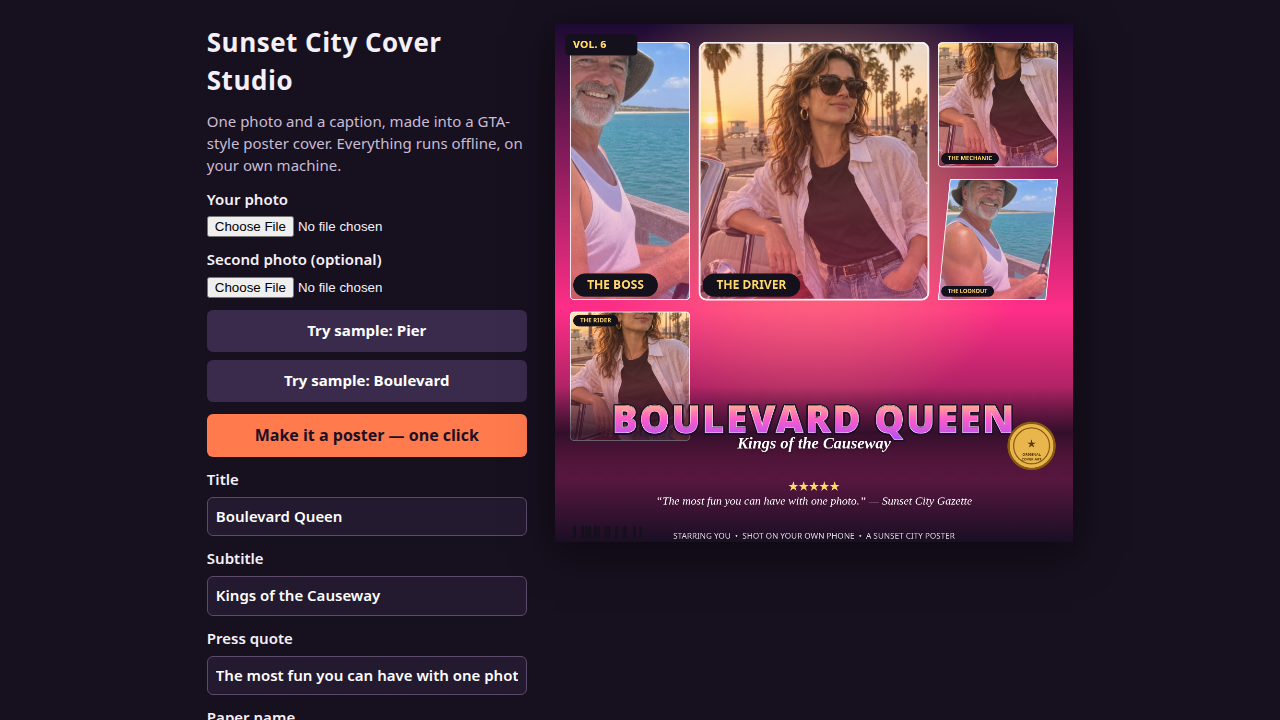 Sunset City Cover
Studio
One photo and a caption, made into a GTA-
style poster cover. Everything runs offline, on
your own machine.
Your photo
Choose File No file chosen
Second photo (optional)
Choose File No file chosen
Try sample: Pier
Try sample: Boulevard
Make it a poster — one click
Title
Boulevard Queen
Subtitle
Kings of the Causeway
Press quote
The most fun you can have with one phot
Paper name
VOL. 6
THE BOSS
THE DRIVER
THE MECHANIC
THE LOOKOUT
THE RIDER
BOULEVARD QUEEN
Kings of the Causeway
ORIGINAL
COVER ART
★★★★★
“The most fun you can have with one photo.” — Sunset City Gazette
STARRING YOU • SHOT ON YOUR OWN PHONE • A SUNSET CITY POSTER